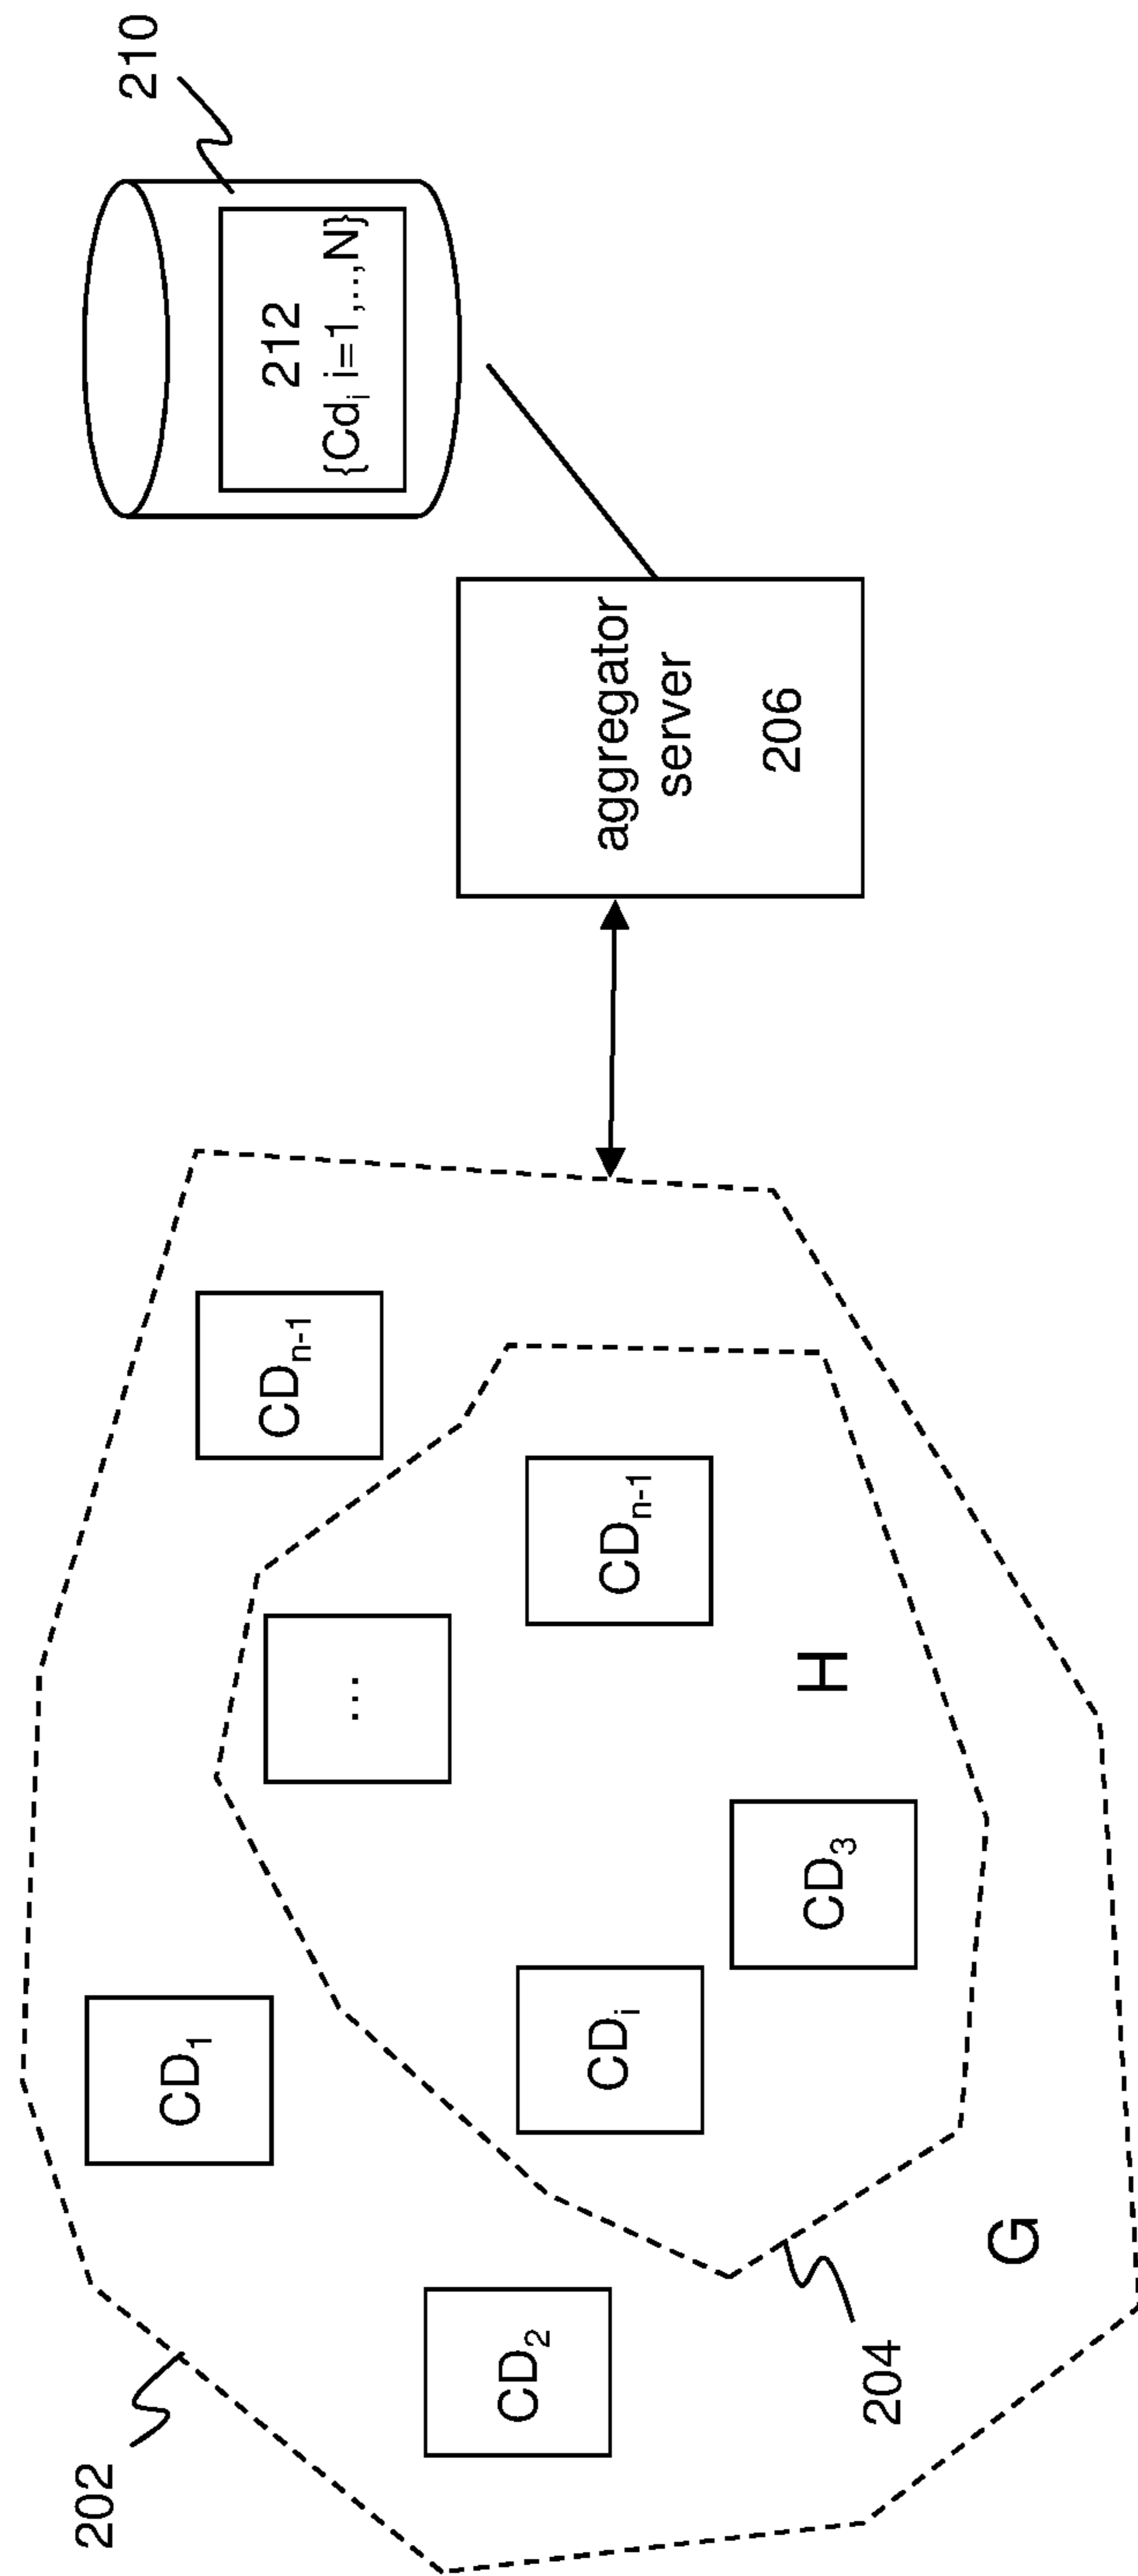 202
CD1
CDn-1
CD2
...
CDi
CDn-1
CD3
H
G
204
aggregator
server
206
210
212
{Cdi i=1,..,N}